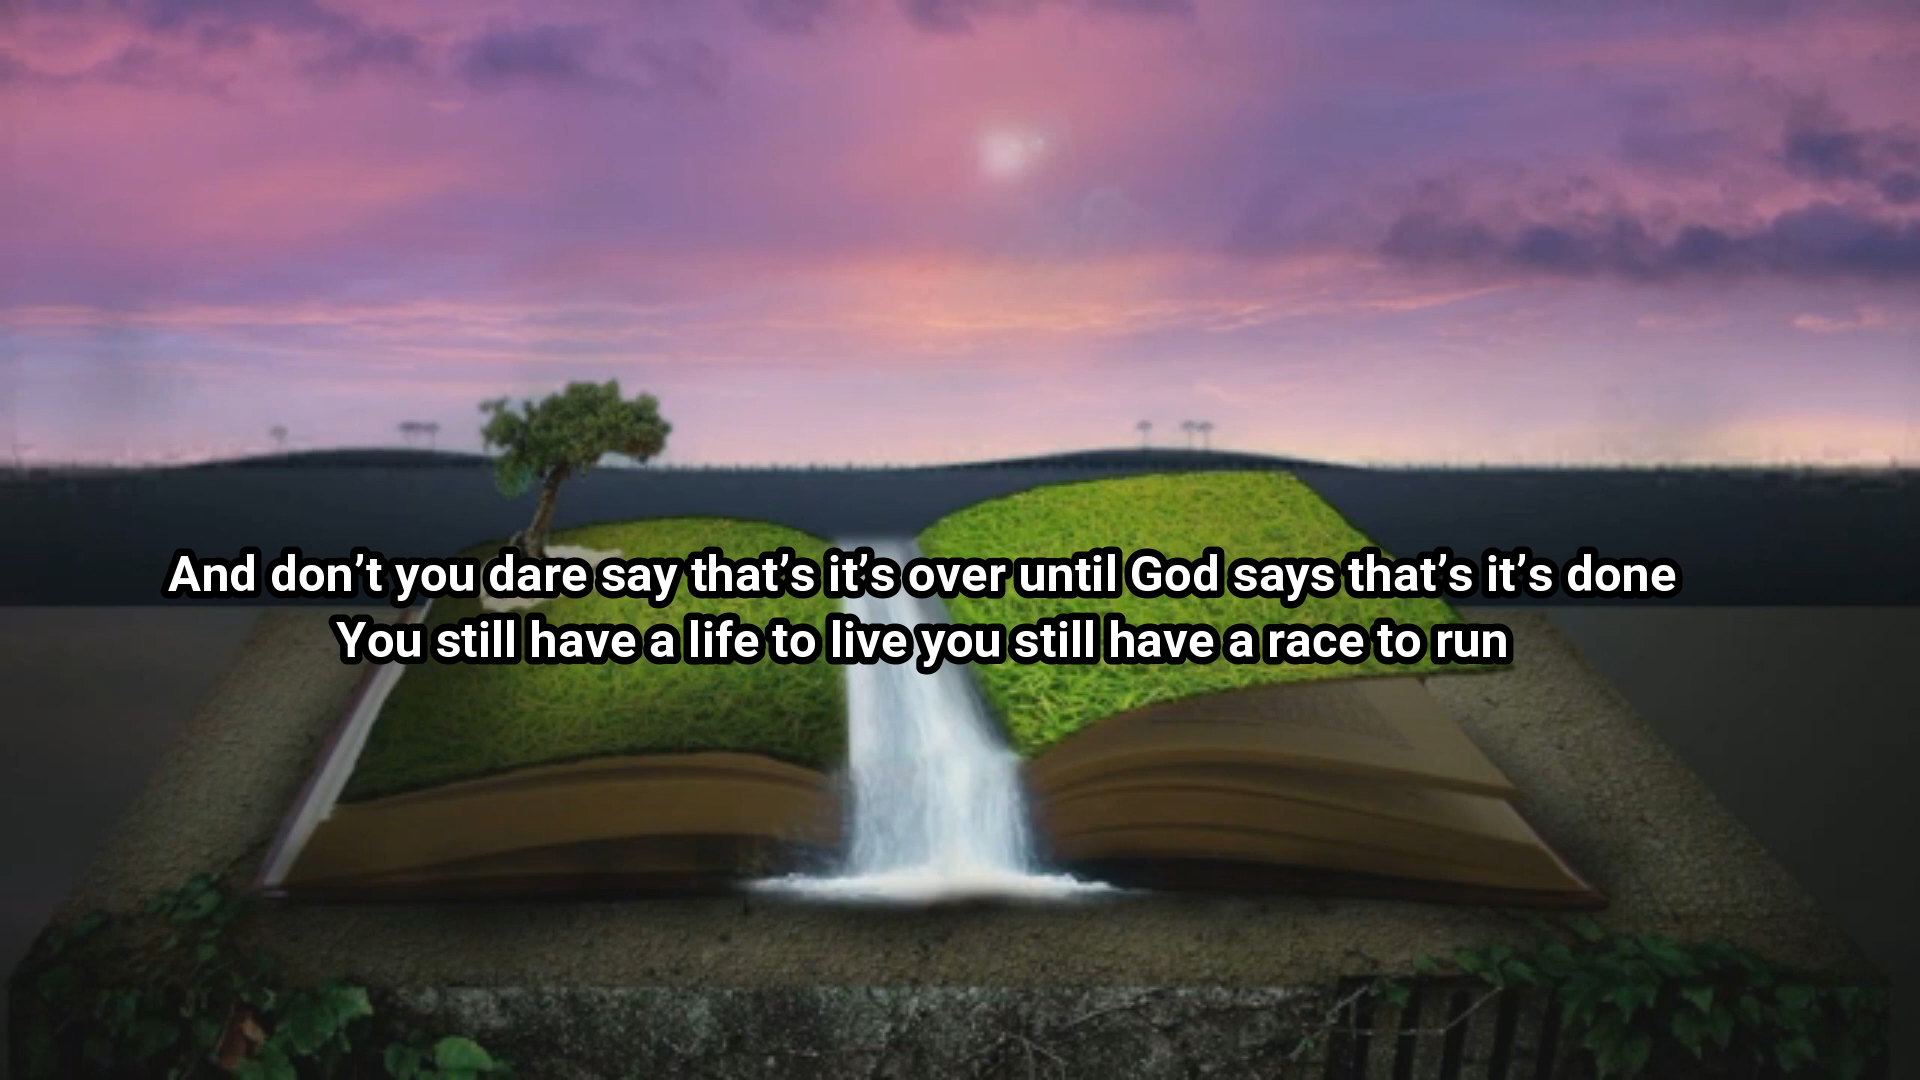 And don’t you dare say that’s it’s over until God says that’s it’s done
You still have a life to live you still have a race to run